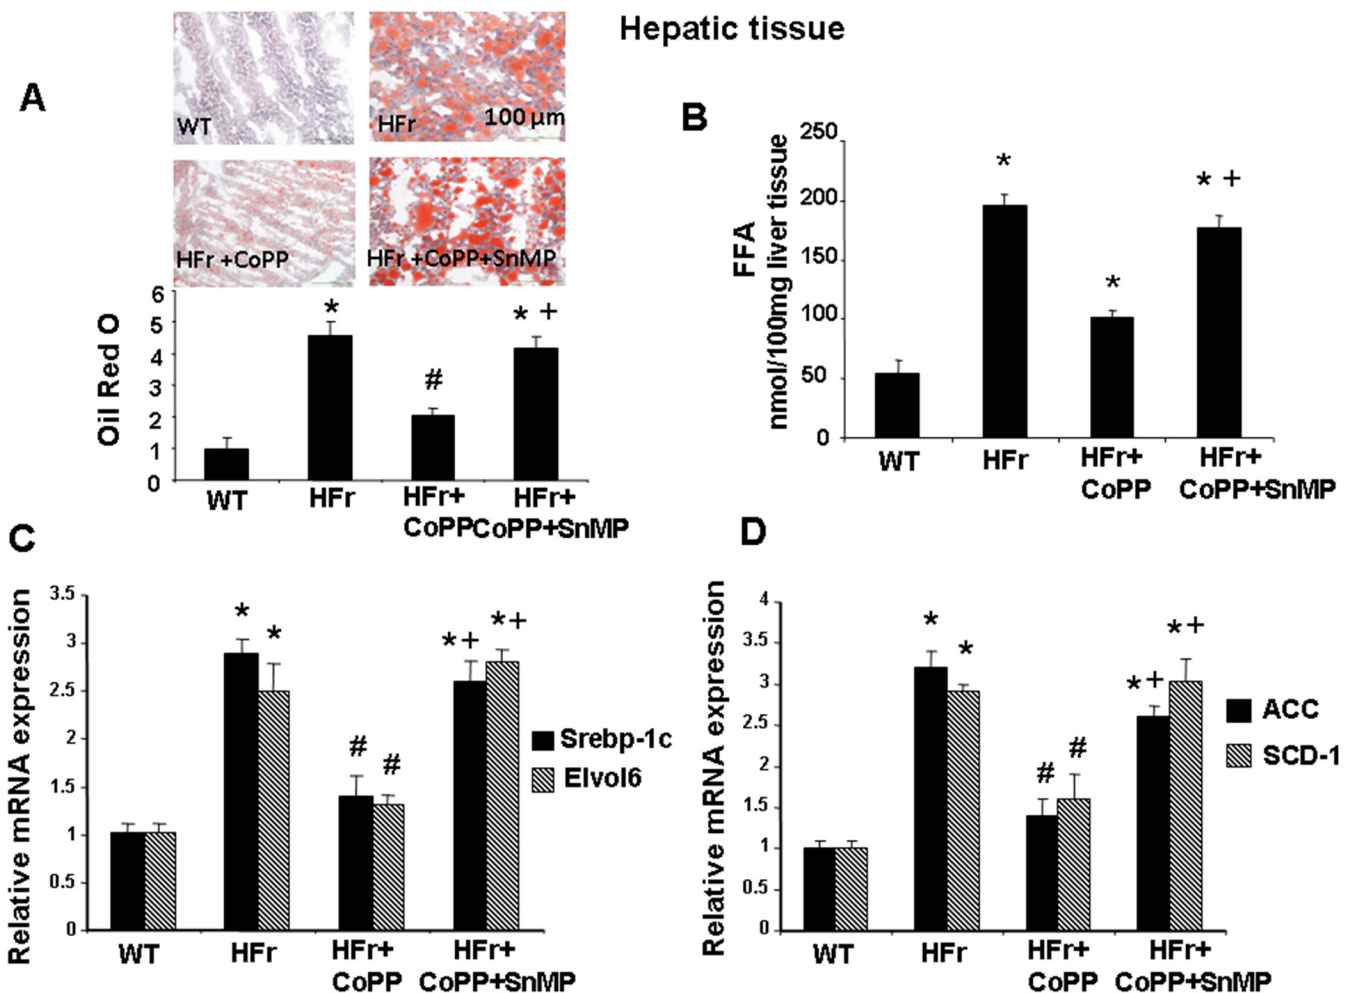 Hepatic tissue
A
WT
HFr
100 µm
HFr +CoPP
HFr +CoPP+SnMP
Oil Red O
6
5
4
3
2
1
0
*
#
* +
WT
HFr
HFr+
CoPP
HFr+
CoPP+SnMP
B
FFA
nmol/100mg liver tissue
250
200
150
100
50
0
*
*
* +
WT
HFr
HFr+
CoPP
HFr+
CoPP+SnMP
C
Relative mRNA expression
3.5
3
2.5
2
1.5
1
0.5
0
*
*
#
#
*+
*+
Srebp-1c
Elvol6
WT
HFr
HFr+
CoPP
HFr+
CoPP+SnMP
D
Relative mRNA expression
4
3.5
3
2.5
2
1.5
1
0.5
0
*
*
#
#
*+
*+
ACC
SCD-1
WT
HFr
HFr+
CoPP
HFr+
CoPP+SnMP